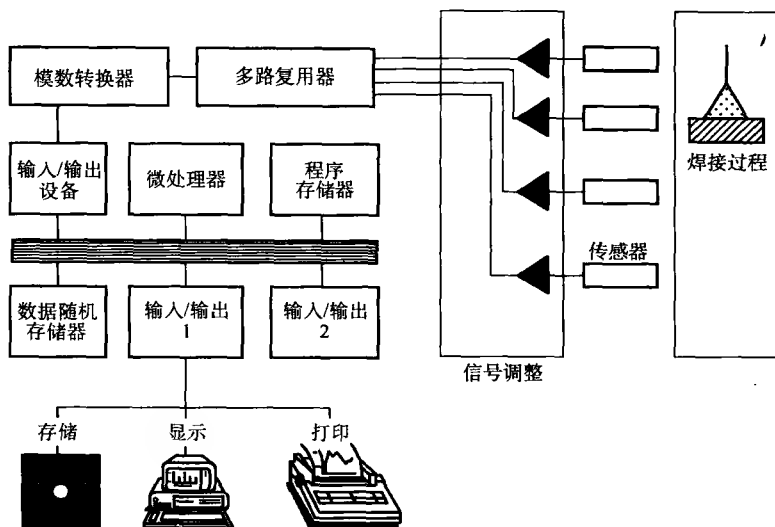 模数转换器
多路复用器
焊接过程
输入/输出
设备
微处理器
程序
存储器
传感器
数据随机
存储器
输入/输出
1
输入/输出
2
信号调整
存储
显示
打印